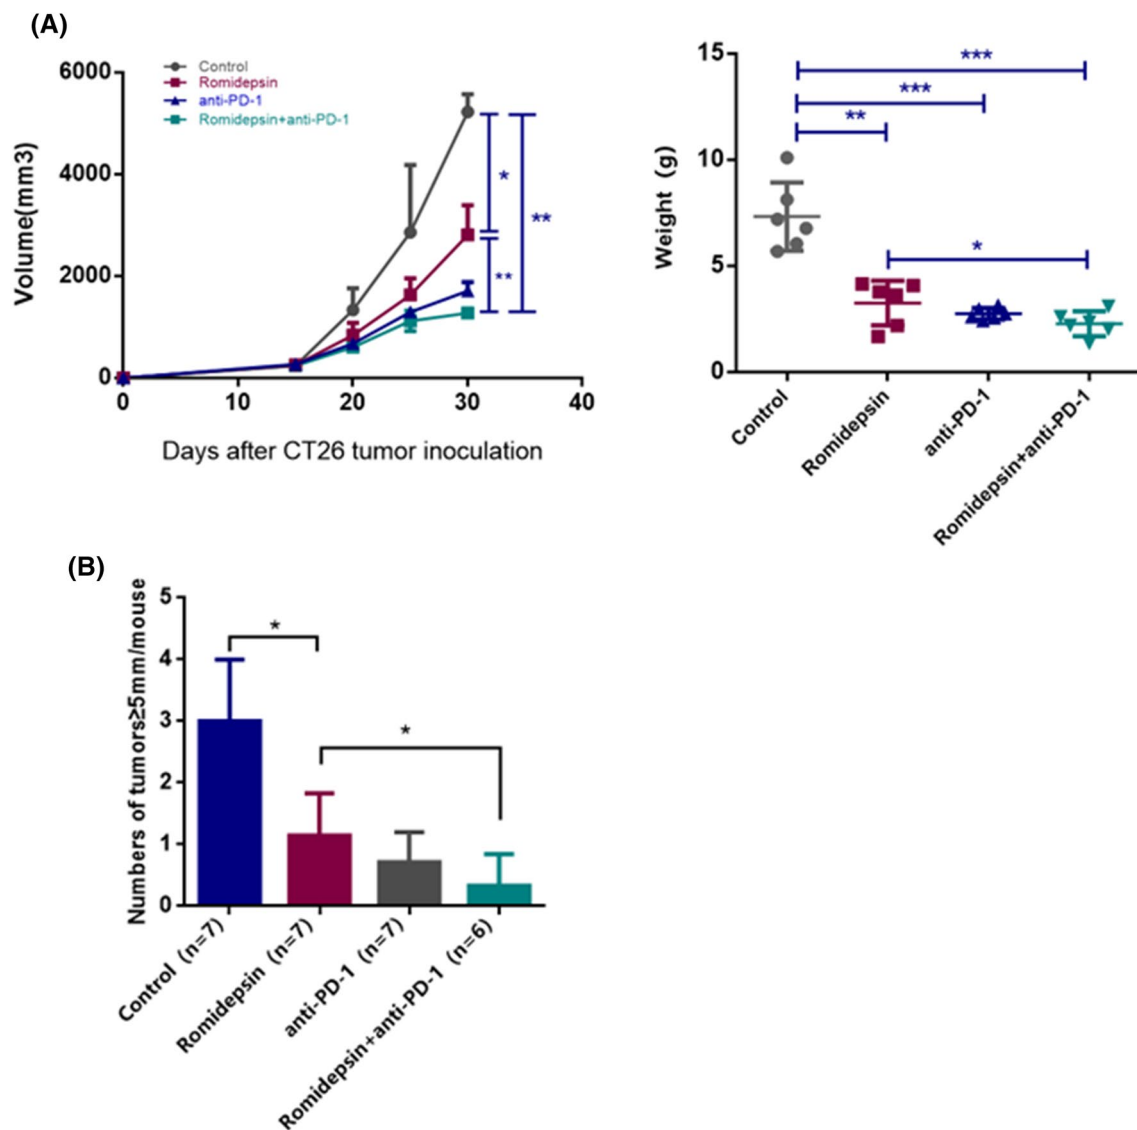 (A)
Control
Romidepsin
anti-PD-1
Romidepsin+anti-PD-1
Volume(mm3)
6000
4000
2000
0
*
**
**
0 10 20 30 40
Days after CT26 tumor inoculation
Weight (g)
15
10
5
0
***
***
**
*
Control
Romidepsin
anti-PD-1
Romidepsin+anti-PD-1
(B)
Numbers of tumors≥5mm/mouse
5
4
3
2
1
0
*
*
Control (n=7)
Romidepsin (n=7)
anti-PD-1 (n=7)
Romidepsin+anti-PD-1 (n=6)